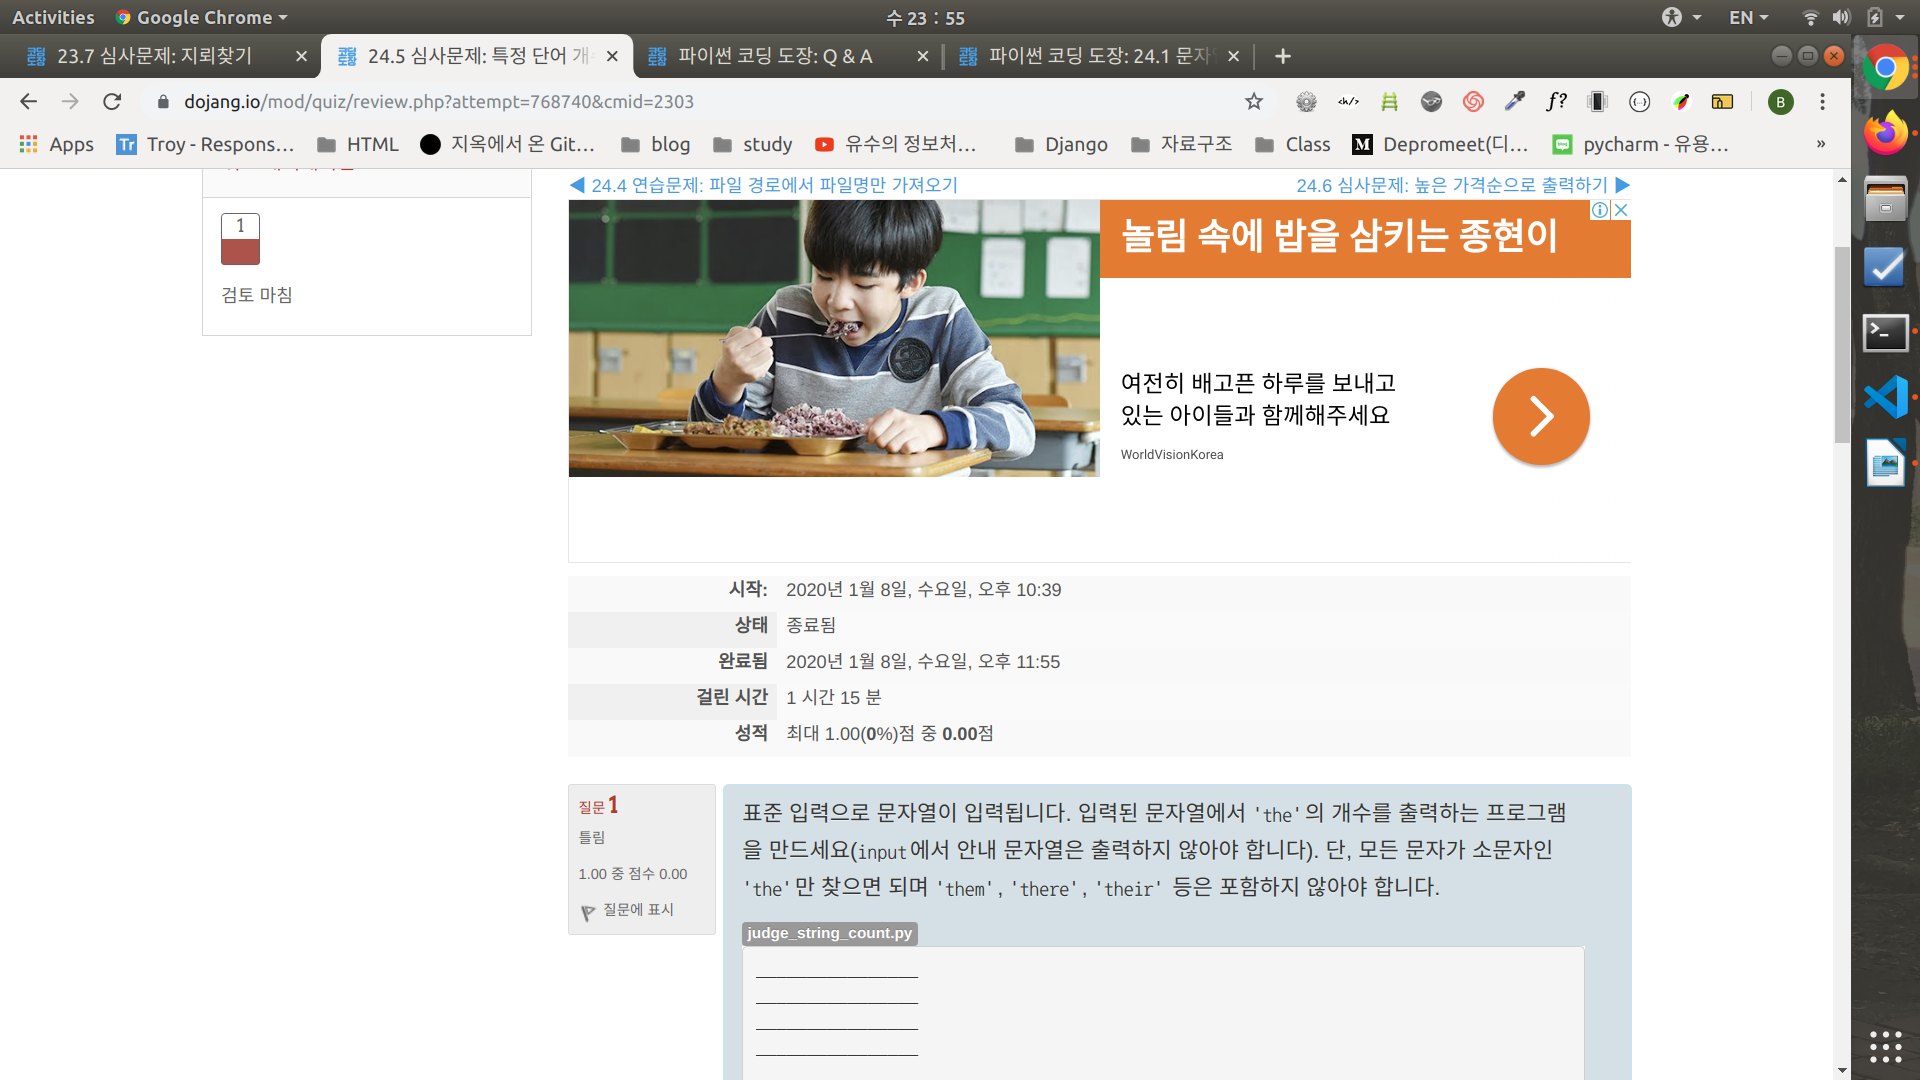 Activities
Google Chrome
수 23 : 55
EN
23.7 심사문제: 지뢰찾기
24.5 심사문제: 특정 단어 개
파이썬 코딩 도장: Q & A
파이썬 코딩 도장: 24.1 문자
dojang.io/mod/quiz/review.php?attempt=768740&cmid=2303
<h/>
f?
{...}
B
Apps
Tr
Troy - Respons...
HTML
지옥에서 온 Git...
blog
study
유수의 정보처...
Django
자료구조
Class
M
Depromeet(디...
pycharm - 유용...
»
◀ 24.4 연습문제: 파일 경로에서 파일명만 가져오기
24.6 심사문제: 높은 가격순으로 출력하기 ▶
1
검토 마침
놀림 속에 밥을 삼키는 종현이
여전히 배고픈 하루를 보내고
있는 아이들과 함께해주세요
WorldVisionKorea
시작: 2020년 1월 8일, 수요일, 오후 10:39
상태 종료됨
완료됨 2020년 1월 8일, 수요일, 오후 11:55
걸린 시간 1 시간 15 분
성적 최대 1.00(0%)점 중 0.00점
질문 1
틀림
1.00 중 점수 0.00
질문에 표시
표준 입력으로 문자열이 입력됩니다. 입력된 문자열에서 'the'의 개수를 출력하는 프로그램
을 만드세요(input에서 안내 문자열은 출력하지 않아야 합니다). 단, 모든 문자가 소문자인
'the'만 찾으면 되며 'them', 'there', 'their' 등은 포함하지 않아야 합니다.
judge_string_count.py
________________
________________
________________
________________